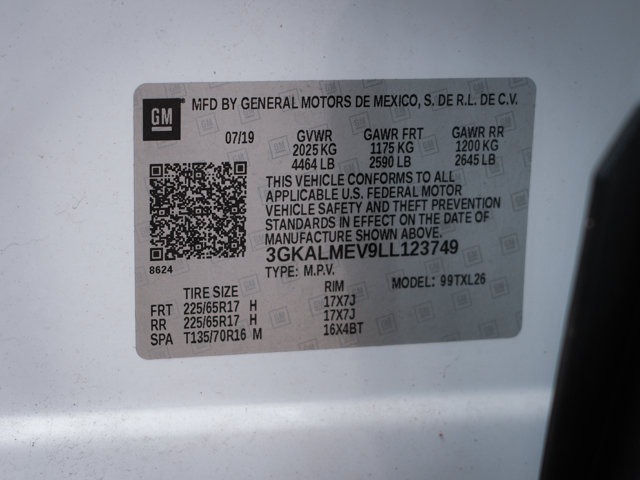 GM MFD BY GENERAL MOTORS DE MEXICO, S. DE R.L. DE C.V.
07/19 GVWR GAWR FRT GAWR RR
2025 KG 1175 KG 1200 KG
4464 LB 2590 LB 2645 LB
THIS VEHICLE CONFORMS TO ALL
APPLICABLE U.S. FEDERAL MOTOR
VEHICLE SAFETY AND THEFT PREVENTION
STANDARDS IN EFFECT ON THE DATE OF
MANUFACTURE SHOWN ABOVE.
3GKALMEV9LL123749
8624 TYPE: M.P.V.
TIRE SIZE RIM MODEL: 99TXL26
FRT 225/65R17 H 17X7J
RR 225/65R17 H 17X7J
SPA T135/70R16 M 16X4BT